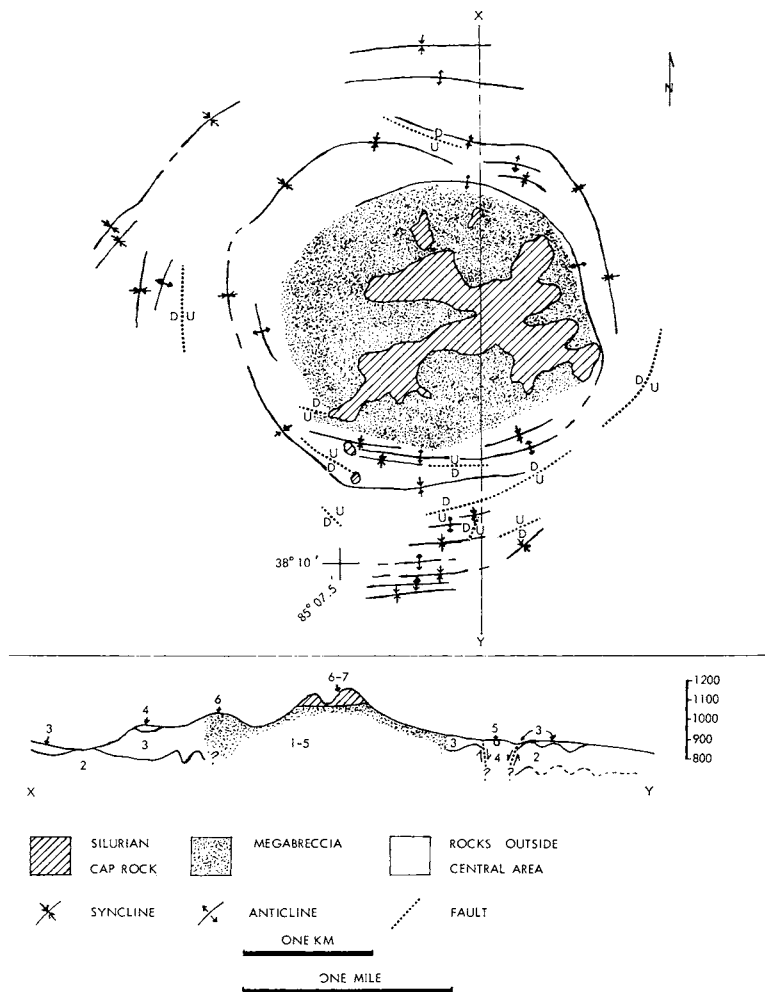 X
N
D
U
D U
D
U
D
U
U
D
U
D
D
U
D
U
D
U
D U
U
D
D U
38° 10 '
85° 07.5'
Y
6-7
1200
1100
1000
900
800
3
4
6
5
3
3
1-5
3
4
2
2
?
?
?
X
Y
SILURIAN
CAP ROCK
MEGABRECCIA
ROCKS OUTSIDE
CENTRAL AREA
SYNCLINE
ANTICLINE
FAULT
ONE KM
ONE MILE